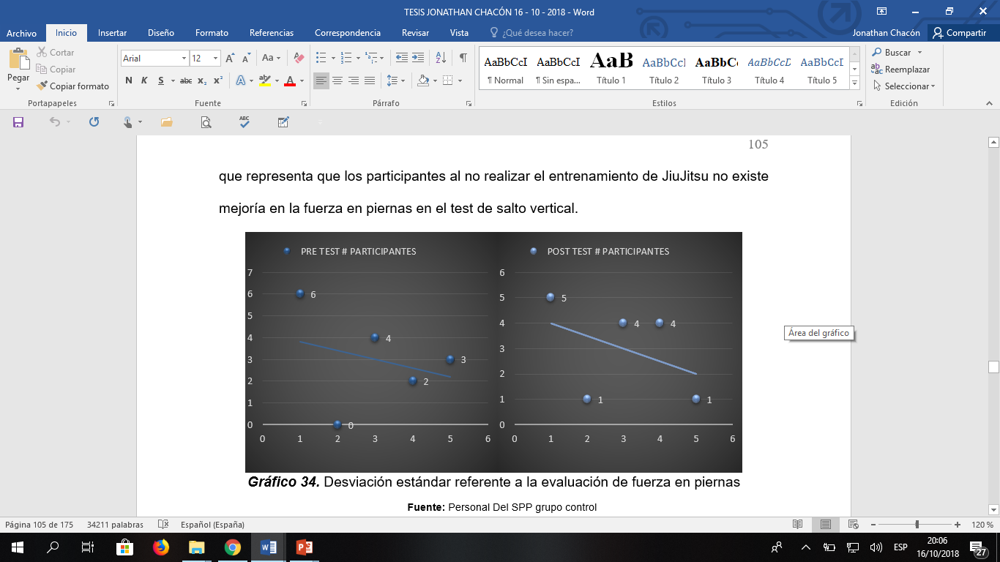 TESIS JONATHAN CHACÓN 16 - 10 - 2018 - Word
Archivo Inicio Insertar Diseño Formato Referencias Correspondencia Revisar Vista ¿Qué desea hacer? Jonathan Chacón Compartir
Pegar
Cortar
Copiar
Copiar formato
Portapapeles
Arial 12
N K S abc x₂ x²
Fuente
Párrafo
AaBbCcI AaBbCcI AaB AaBbCcI AaBbCc AaBbCcD AaBbCcI
¶ Normal ¶ Sin espa... Título 1 Título 2 Título 3 Título 4 Título 5
Estilos
Buscar
Reemplazar
Seleccionar
Edición
ABC
105
que representa que los participantes al no realizar el entrenamiento de JiuJitsu no existe
mejoría en la fuerza en piernas en el test de salto vertical.
PRE TEST # PARTICIPANTES
7
6
5
4
3
2
1
0
6
0
4
2
3
0 1 2 3 4 5 6
POST TEST # PARTICIPANTES
6
5
4
3
2
1
0
5
1
4
4
1
0 1 2 3 4 5 6
Área del gráfico
Gráfico 34. Desviación estándar referente a la evaluación de fuerza en piernas
Fuente: Personal Del SPP grupo control
Página 105 de 175 34211 palabras Español (España) 120 %
ESP
20:06
16/10/2018
27